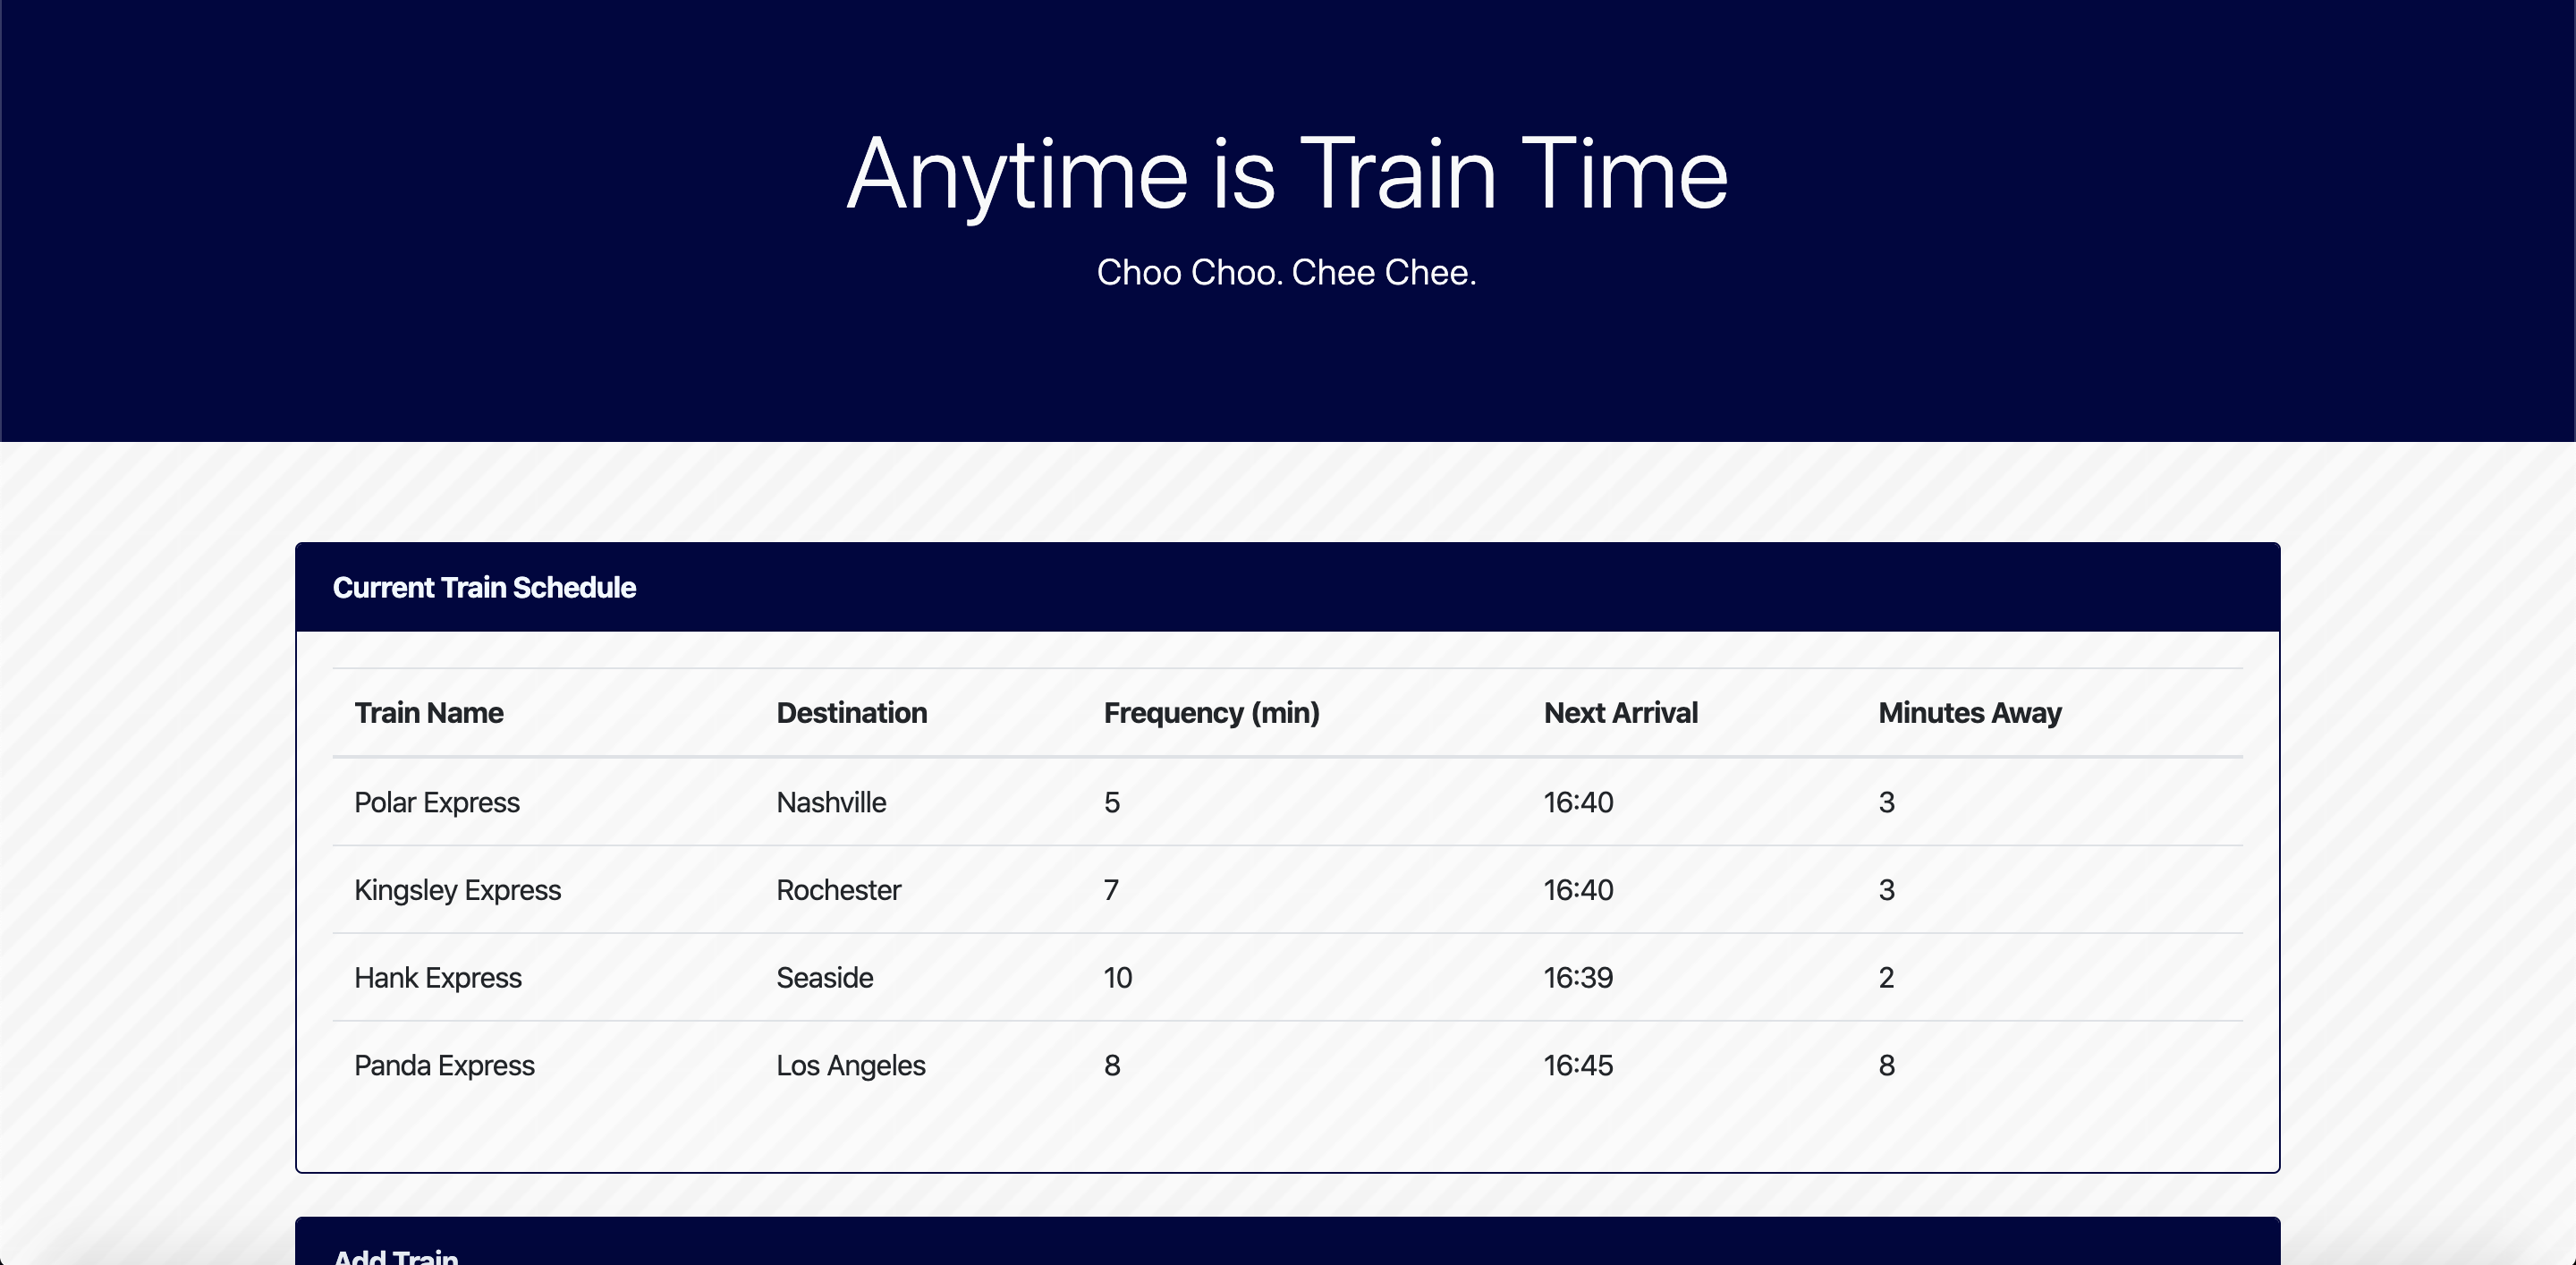 Anytime is Train Time
Choo Choo. Chee Chee.
Current Train Schedule
Train Name Destination Frequency (min) Next Arrival Minutes Away
Polar Express Nashville 5 16:40 3
Kingsley Express Rochester 7 16:40 3
Hank Express Seaside 10 16:39 2
Panda Express Los Angeles 8 16:45 8
Add Train